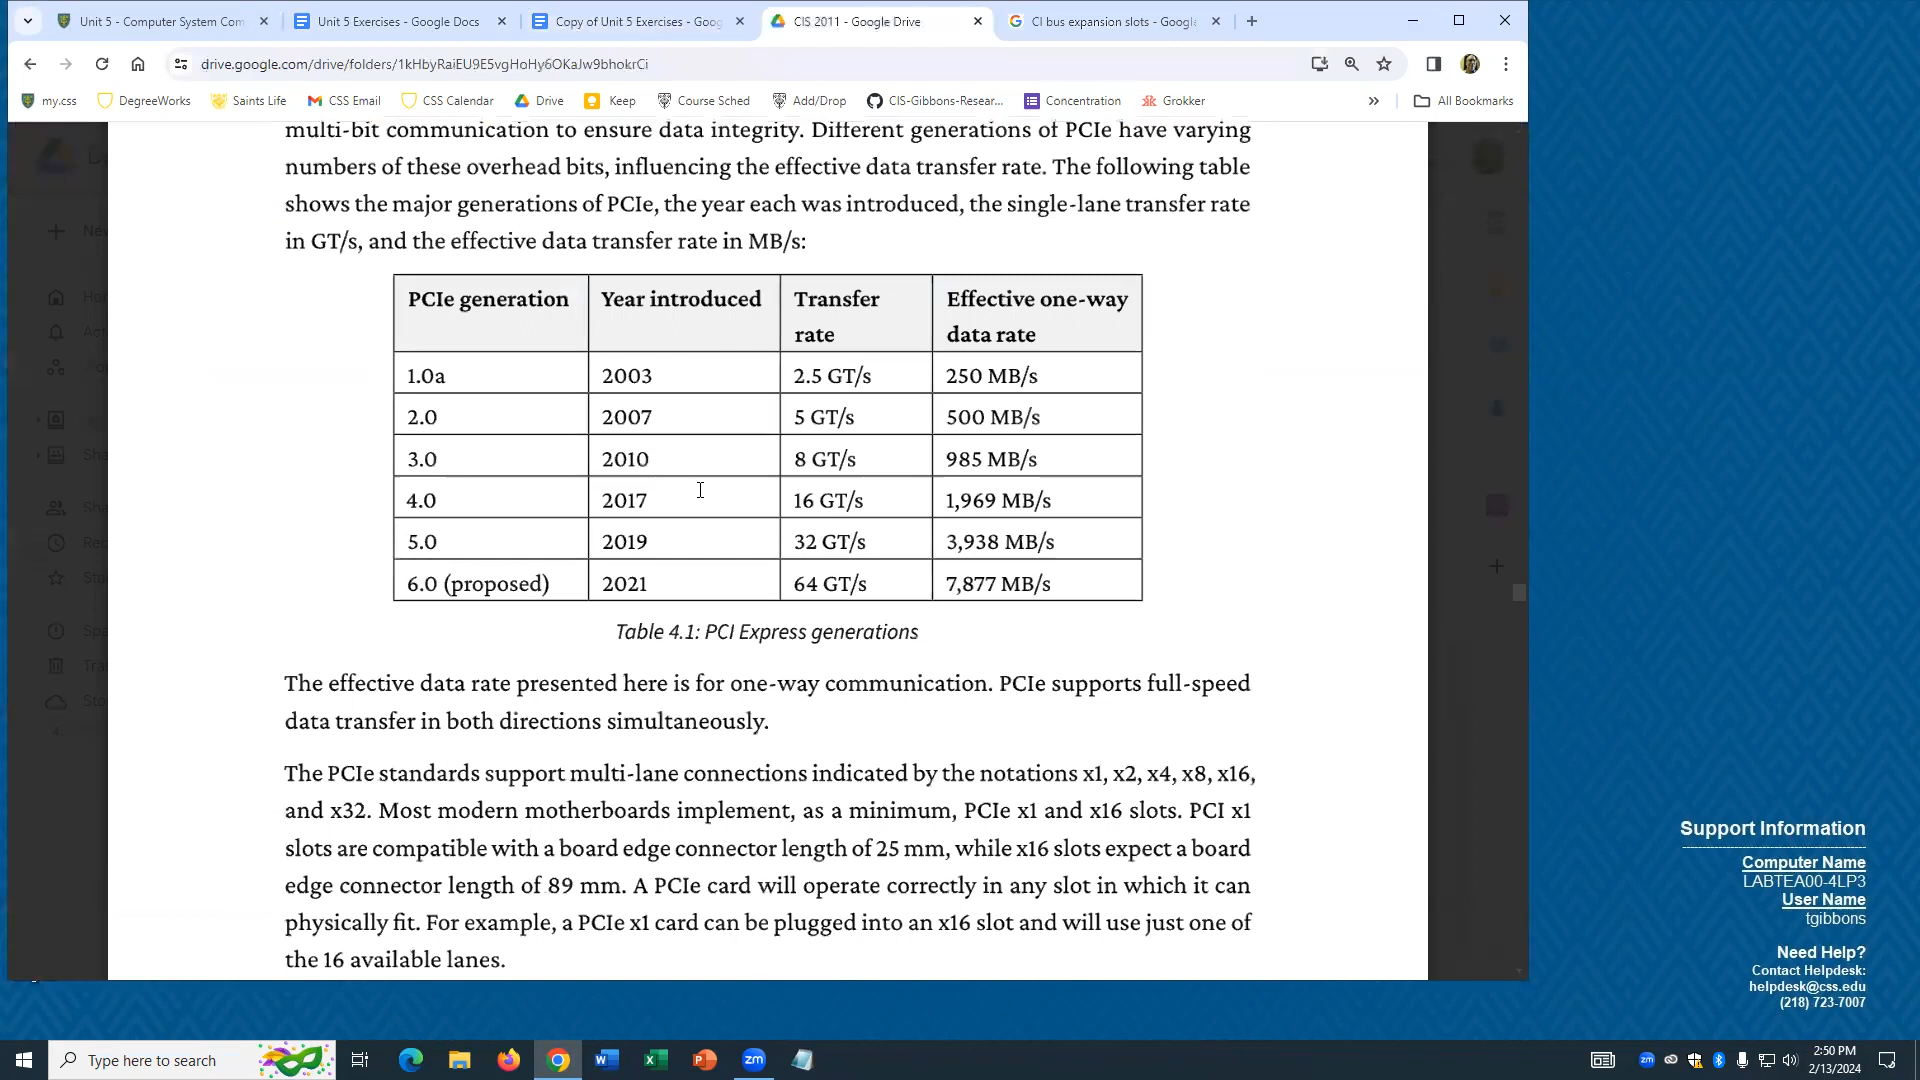 Unit 5 - Computer System Com
Unit 5 Exercises - Google Docs
Copy of Unit 5 Exercises - Goog
CIS 2011 - Google Drive
CI bus expansion slots - Google
drive.google.com/drive/folders/1kHbyRaiEU9E5vgHoHy6OKaJw9bhokrCi
my.css
DegreeWorks
Saints Life
CSS Email
CSS Calendar
Drive
Keep
Course Sched
Add/Drop
CIS-Gibbons-Resear...
Concentration
Grokker
All Bookmarks
multi-bit communication to ensure data integrity. Different generations of PCIe have varying
numbers of these overhead bits, influencing the effective data transfer rate. The following table
shows the major generations of PCIe, the year each was introduced, the single-lane transfer rate
in GT/s, and the effective data transfer rate in MB/s:
PCIe generation Year introduced Transfer rate Effective one-way data rate
1.0a 2003 2.5 GT/s 250 MB/s
2.0 2007 5 GT/s 500 MB/s
3.0 2010 8 GT/s 985 MB/s
4.0 2017 16 GT/s 1,969 MB/s
5.0 2019 32 GT/s 3,938 MB/s
6.0 (proposed) 2021 64 GT/s 7,877 MB/s
Table 4.1: PCI Express generations
The effective data rate presented here is for one-way communication. PCIe supports full-speed
data transfer in both directions simultaneously.
The PCIe standards support multi-lane connections indicated by the notations x1, x2, x4, x8, x16,
and x32. Most modern motherboards implement, as a minimum, PCIe x1 and x16 slots. PCI x1
slots are compatible with a board edge connector length of 25 mm, while x16 slots expect a board
edge connector length of 89 mm. A PCIe card will operate correctly in any slot in which it can
physically fit. For example, a PCIe x1 card can be plugged into an x16 slot and will use just one of
the 16 available lanes.
Support Information
Computer Name
LABTEA00-4LP3
User Name
tgibbons
Need Help?
Contact Helpdesk:
helpdesk@css.edu
(218) 723-7007
Type here to search
2:50 PM
2/13/2024